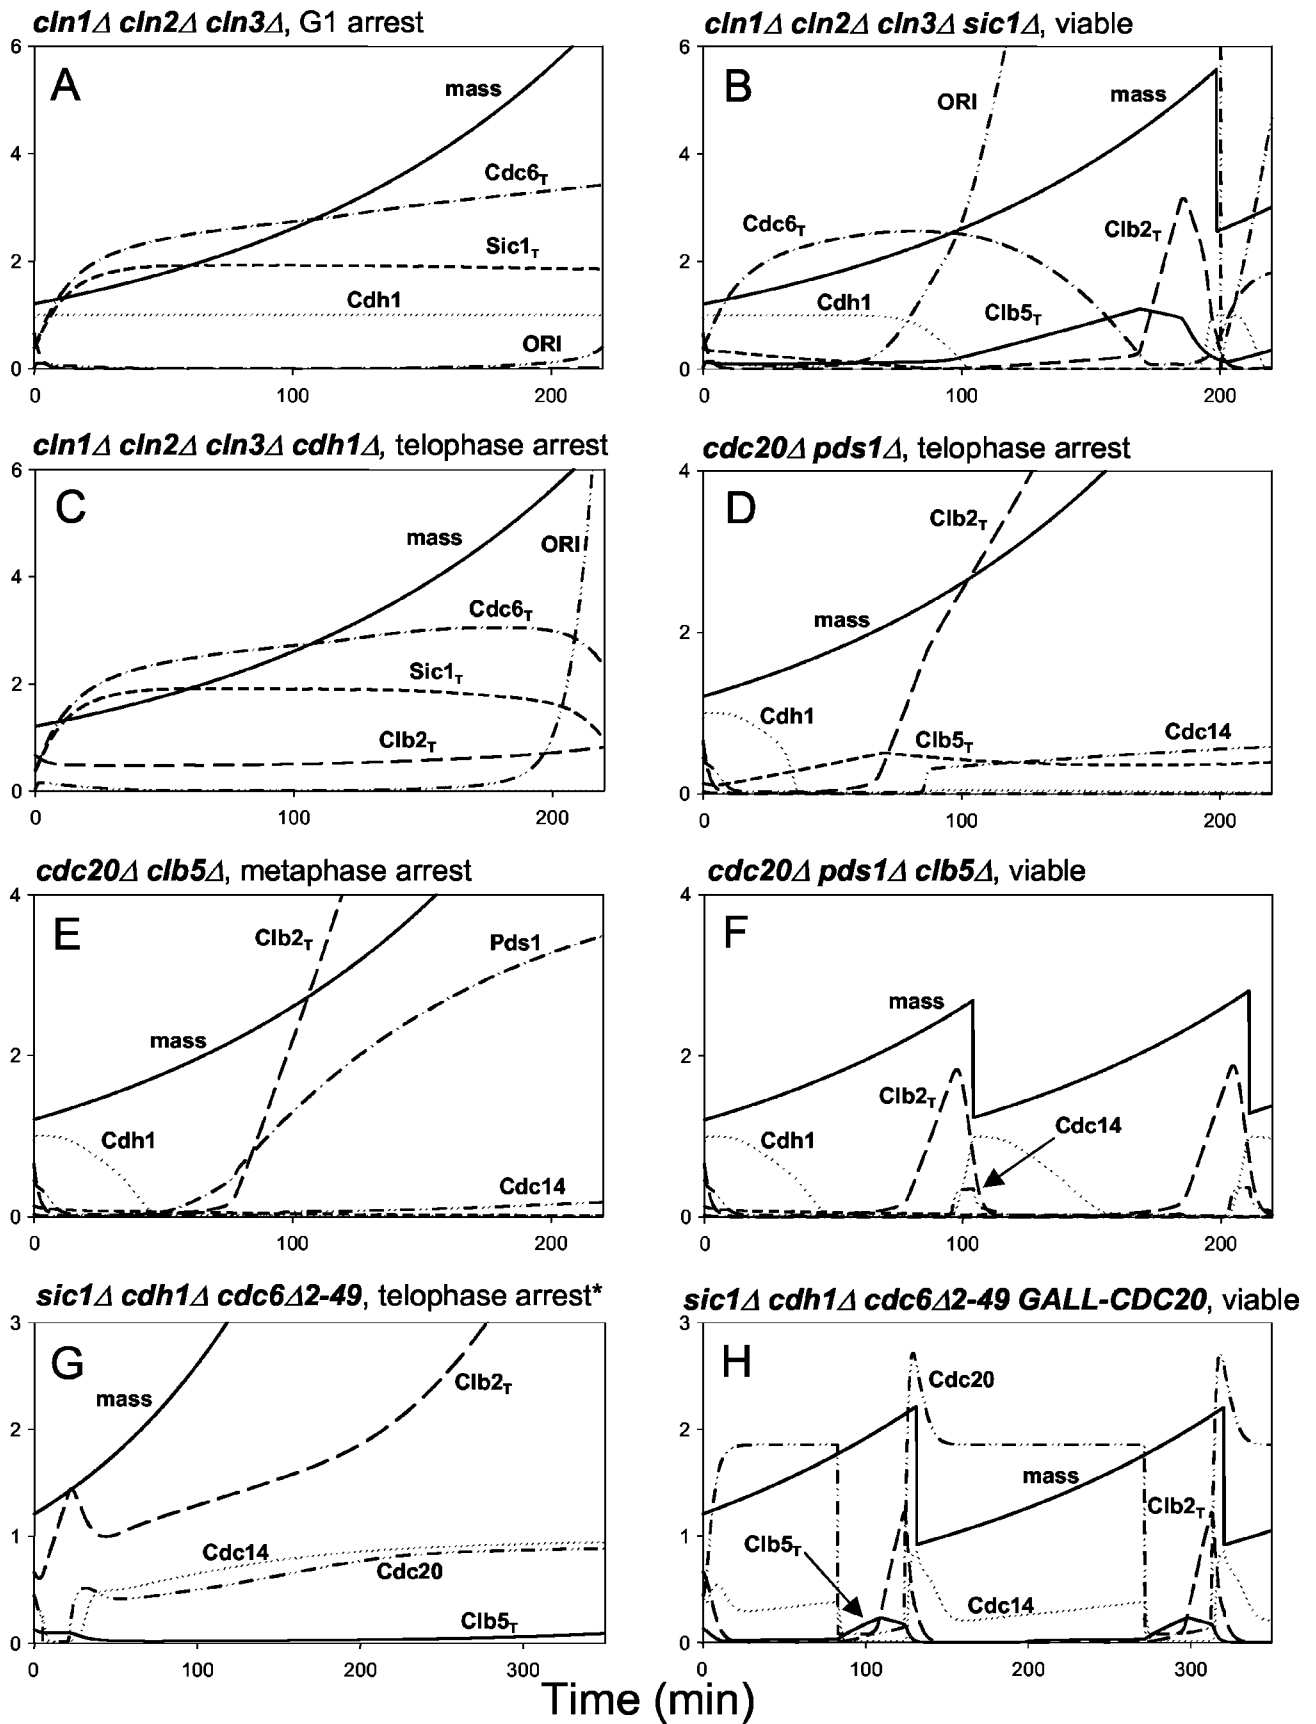 cln1Δ cln2Δ cln3Δ, G1 arrest
6
4
2
0
A
mass
Cdc6T
Sic1T
Cdh1
ORI
0 100 200
cln1Δ cln2Δ cln3Δ sic1Δ, viable
6
4
2
0
B
ORI
mass
Cdc6T
Clb2T
Cdh1
Clb5T
0 100 200
cln1Δ cln2Δ cln3Δ cdh1Δ, telophase arrest
6
4
2
0
C
mass
ORI
Cdc6T
Sic1T
Clb2T
0 100 200
cdc20Δ pds1Δ, telophase arrest
4
2
0
D
Clb2T
mass
Cdh1
Clb5T
Cdc14
0 100 200
cdc20Δ clb5Δ, metaphase arrest
4
2
0
E
Clb2T
Pds1
mass
Cdh1
Cdc14
0 100 200
cdc20Δ pds1Δ clb5Δ, viable
4
2
0
F
mass
Clb2T
Cdc14
Cdh1
0 100 200
sic1Δ cdh1Δ cdc6Δ2-49, telophase arrest*
3
2
1
0
G
mass
Clb2T
Cdc14
Cdc20
Clb5T
0 100 200 300
sic1Δ cdh1Δ cdc6Δ2-49 GALL-CDC20, viable
3
2
1
0
H
Cdc20
mass
Clb2T
Clb5T
Cdc14
0 100 200 300
Time (min)